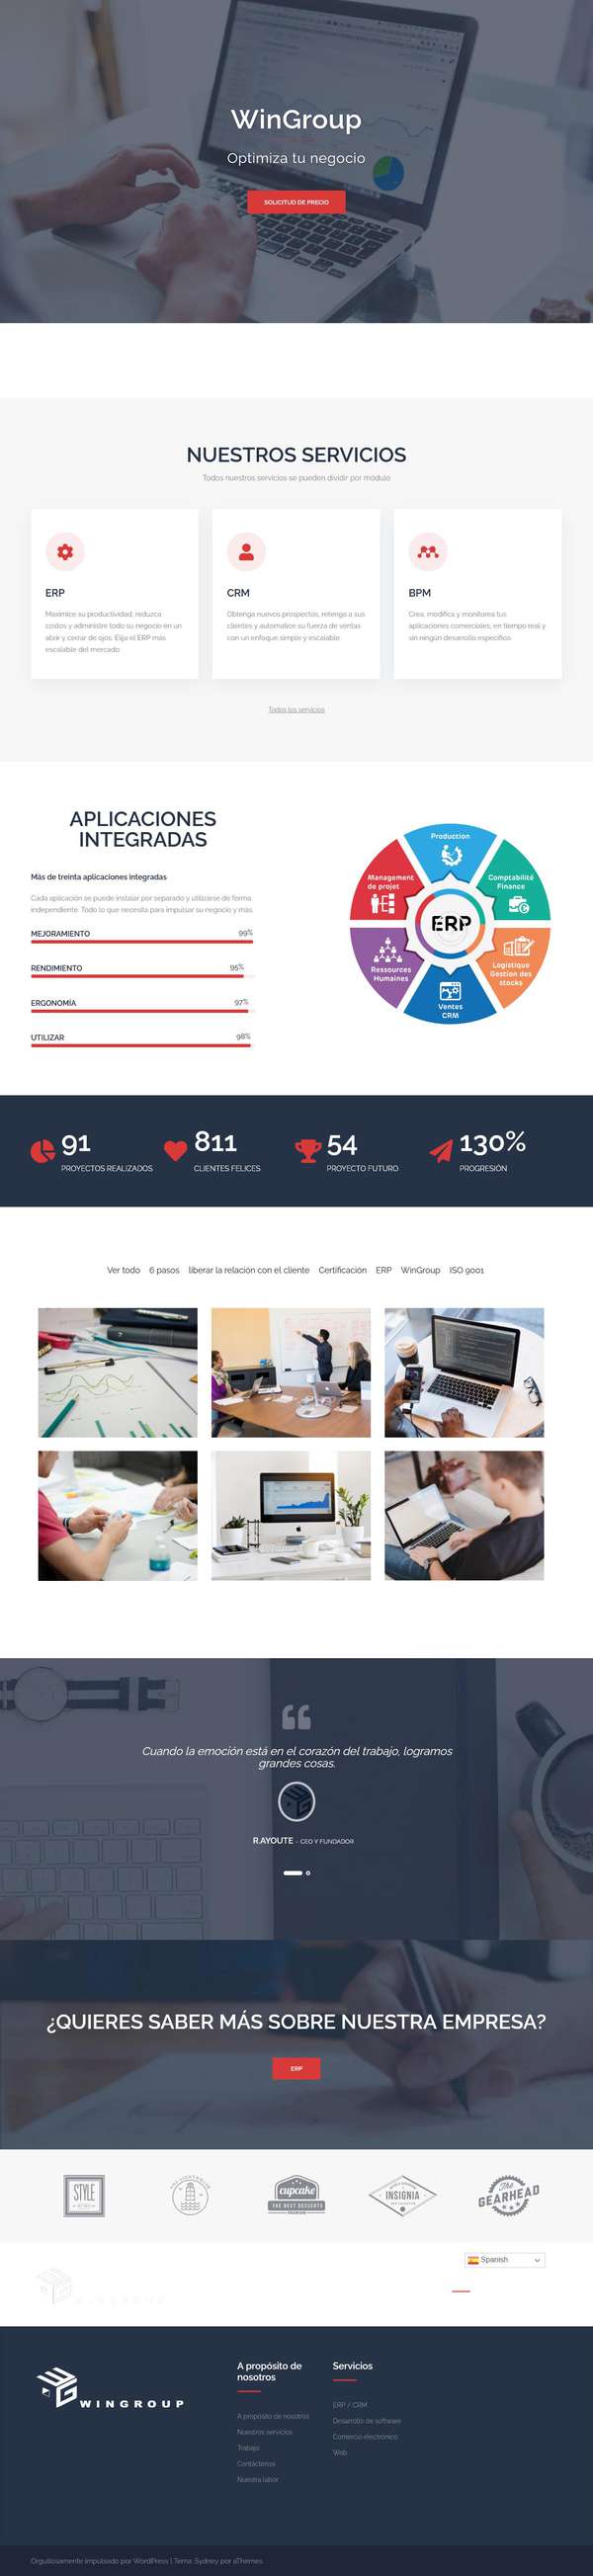 WinGroup
Optimiza tu negocio
SOLICITUD DE PRECIO
NUESTROS SERVICIOS
Todos nuestros servicios se pueden dividir por módulo
ERP
Maximice su productividad, reduzca
costos y administre todo su negocio en un
abrir y cerrar de ojos. Elija el ERP más
escalable del mercado
CRM
Obtenga nuevos prospectos, retenga a sus
clientes y automatice su fuerza de ventas
con un enfoque simple y escalable
BPM
Crea, modifica y monitorea tus
aplicaciones comerciales, en tiempo real y
sin ningún desarrollo específico
Todos los servicios
APLICACIONES
INTEGRADAS
Más de treinta aplicaciones integradas
Cada aplicación se puede instalar por separado y utilizarse de forma
independiente. Todo lo que necesita para impulsar su negocio y más.
MEJORAMIENTO 99%
RENDIMIENTO 95%
ERGONOMÍA 97%
UTILIZAR 98%
Production
Management
de projet
Comptabilité
Finance
ERP
Ressources
Humaines
Logistique
Gestion des
stocks
Ventes
CRM
91
PROYECTOS REALIZADOS
811
CLIENTES FELICES
54
PROYECTO FUTURO
130%
PROGRESIÓN
Ver todo 6 pasos liberar la relación con el cliente Certificación ERP WinGroup ISO 9001
Cuando la emoción está en el corazón del trabajo, logramos
grandes cosas.
R.AYOUTE - CEO Y FUNDADOR
¿QUIERES SABER MÁS SOBRE NUESTRA EMPRESA?
ERP
STYLE
cupcake
THE BEST DESSERTS
INSIGNIA
The
GEARHEAD
Spanish
WINGROUP
A propósito de
nosotros
A propósito de nosotros
Nuestros servicios
Trabajo
Contáctenos
Nuestra labor
Servicios
ERP / CRM
Desarrollo de software
Comercio electrónico
Web
Orgullosamente impulsado por WordPress | Tema: Sydney por aThemes.